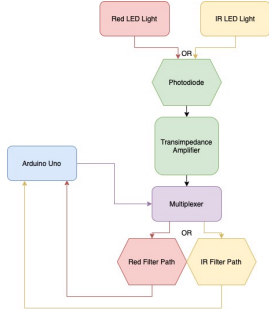 Red LED Light
IR LED Light
OR
Photodiode
Transimpedance
Amplifier
Arduino Uno
Multiplexer
OR
Red Filter Path
IR Filter Path